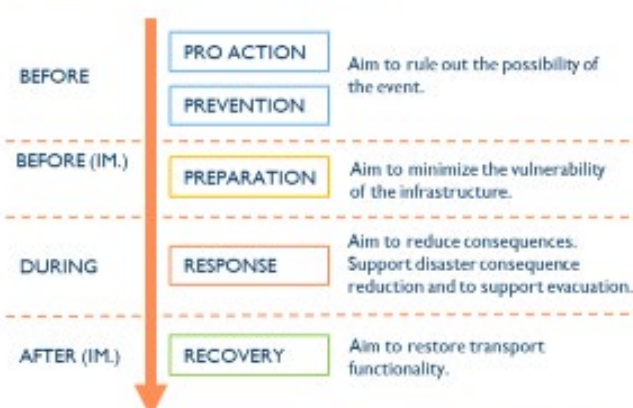 BEFORE
PRO ACTION
PREVENTION
Aim to rule out the possibility of
the event.
BEFORE (IM.)
PREPARATION
Aim to minimize the vulnerability
of the infrastructure.
DURING
RESPONSE
Aim to reduce consequences.
Support disaster consequence
reduction and to support evacuation.
AFTER (IM.)
RECOVERY
Aim to restore transport
functionality.